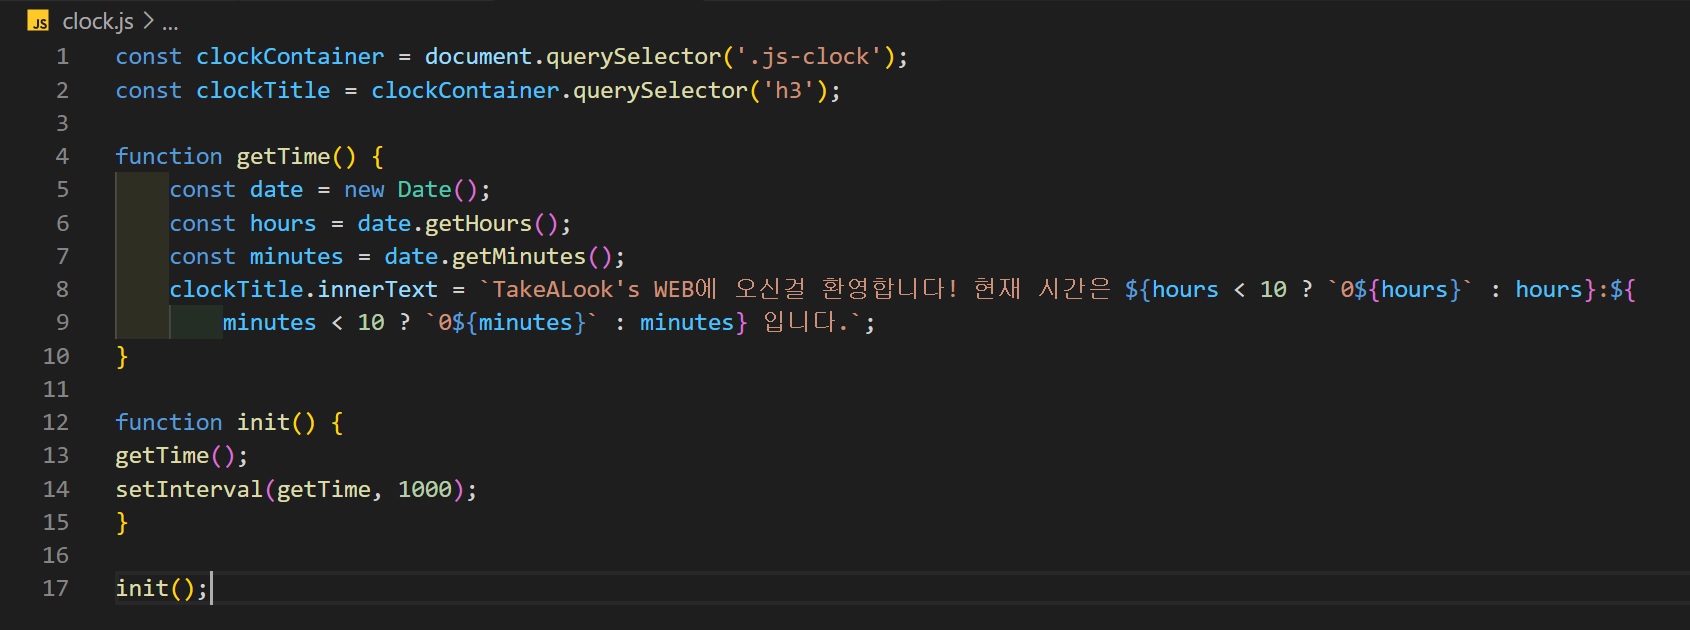 JS clock.js > ...
1 const clockContainer = document.querySelector('.js-clock');
2 const clockTitle = clockContainer.querySelector('h3');
3
4 function getTime() {
5     const date = new Date();
6     const hours = date.getHours();
7     const minutes = date.getMinutes();
8     clockTitle.innerText = `TakeALook's WEB에 오신걸 환영합니다! 현재 시간은 ${hours < 10 ? `0${hours}` : hours}:${
9         minutes < 10 ? `0${minutes}` : minutes} 입니다.`;
10 }
11
12 function init() {
13 getTime();
14 setInterval(getTime, 1000);
15 }
16
17 init();